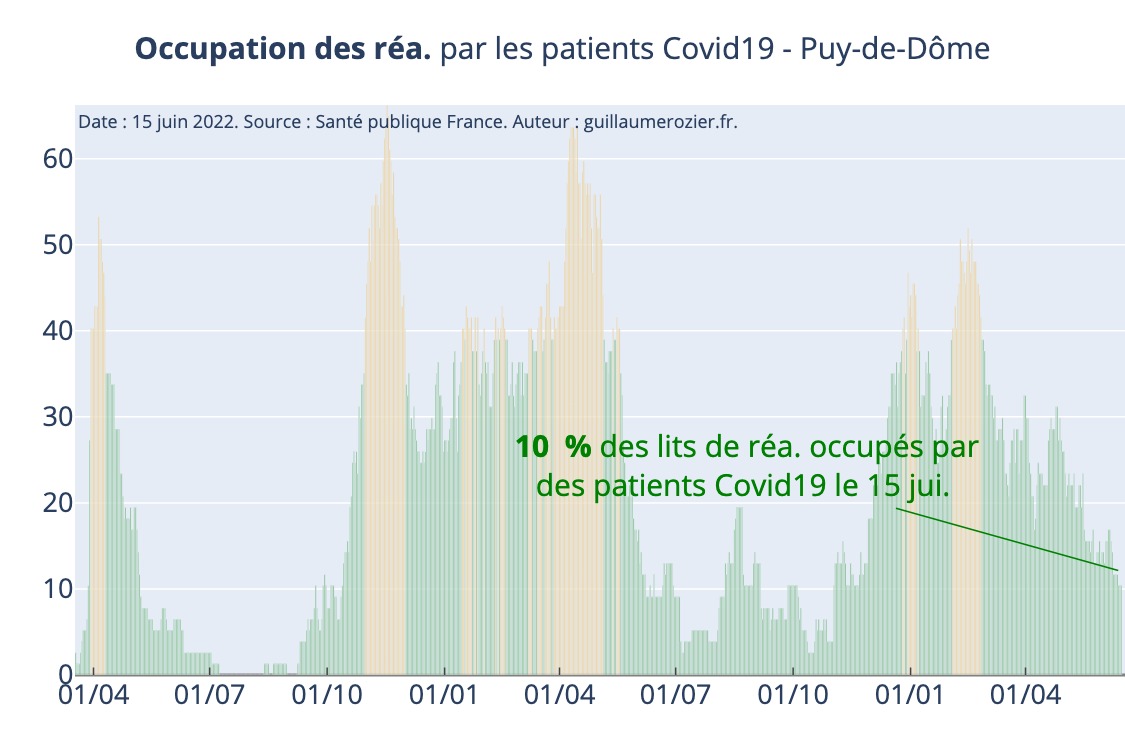 Occupation des réa. par les patients Covid19 - Puy-de-Dôme
Date : 15 juin 2022. Source : Santé publique France. Auteur : guillaumerozier.fr.
60
50
40
30
10  % des lits de réa. occupés par
des patients Covid19 le 15 jui.
20
10
0
01/04 01/07 01/10 01/01 01/04 01/07 01/10 01/01 01/04